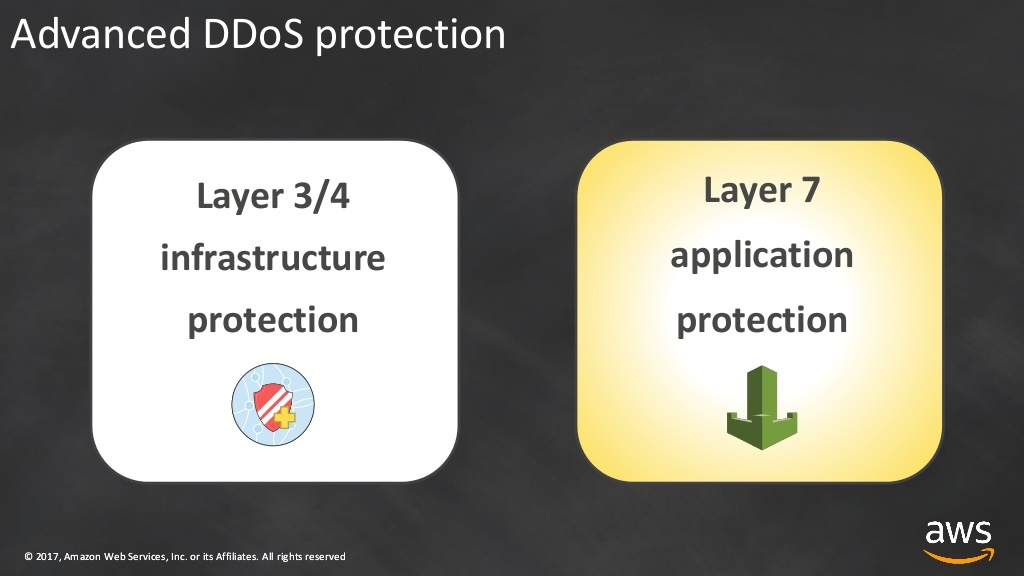 Advanced DDoS protection
Layer 3/4
infrastructure
protection
Layer 7
application
protection
© 2017, Amazon Web Services, Inc. or its Affiliates. All rights reserved
aws